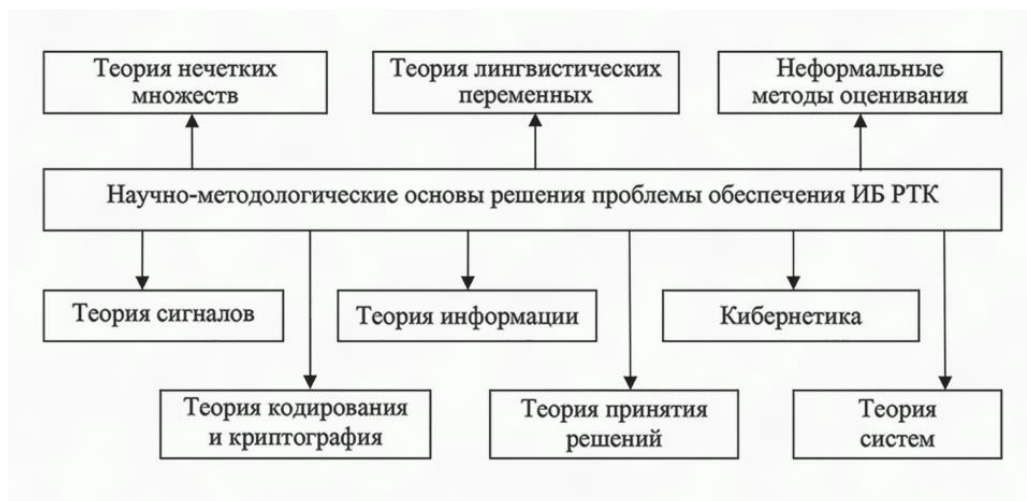 Теория нечетких
множеств
Теория лингвистических
переменных
Неформальные
методы оценивания
Научно-методологические основы решения проблемы обеспечения ИБ РТК
Теория сигналов
Теория информации
Кибернетика
Теория кодирования
и криптография
Теория принятия
решений
Теория
систем